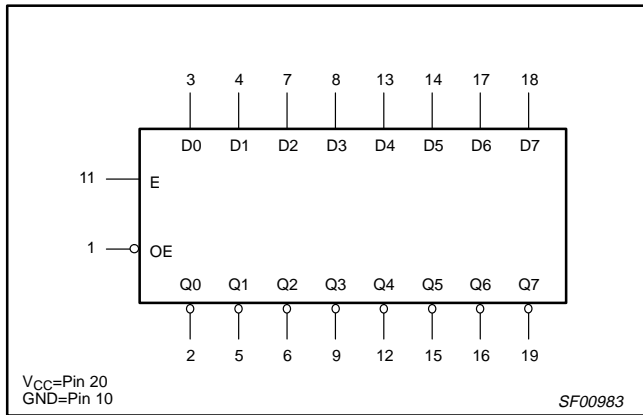 3 4 7 8 13 14 17 18
D0 D1 D2 D3 D4 D5 D6 D7
11 E
1 OE
Q0 Q1 Q2 Q3 Q4 Q5 Q6 Q7
2 5 6 9 12 15 16 19
VCC=Pin 20
GND=Pin 10
SF00983